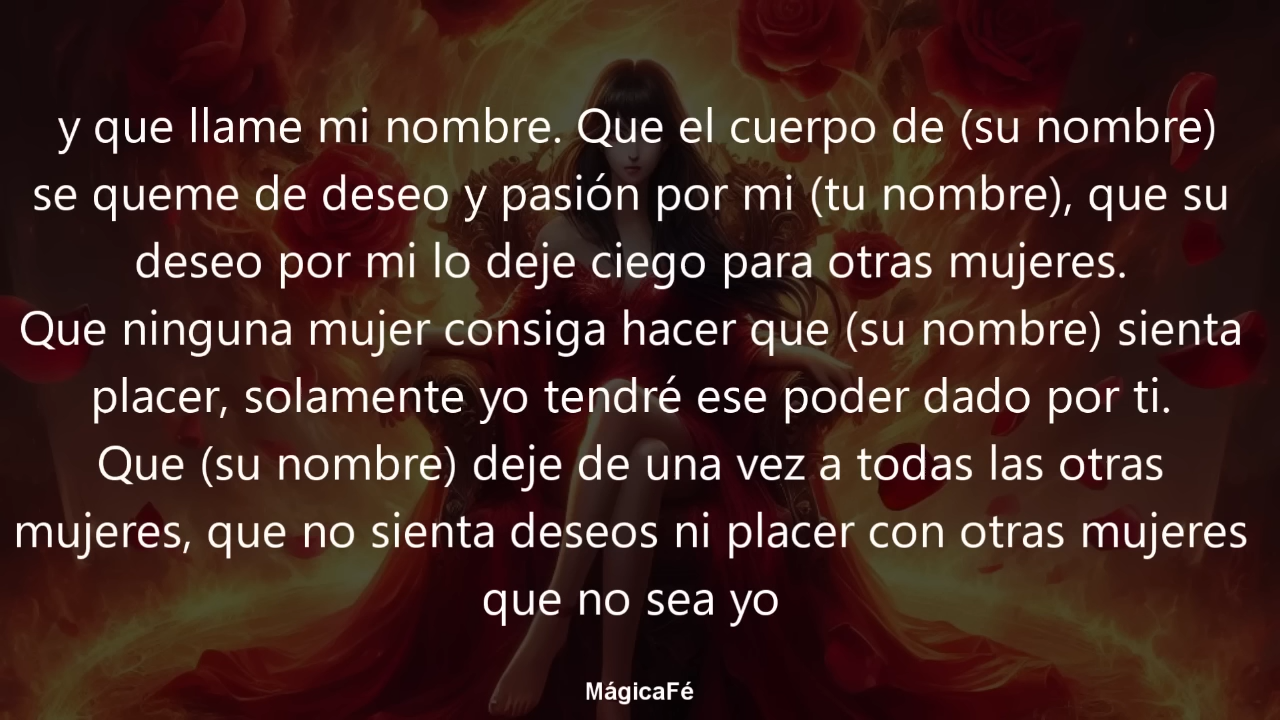 y que llame mi nombre. Que el cuerpo de (su nombre)
se queme de deseo y pasión por mi (tu nombre), que su
deseo por mi lo deje ciego para otras mujeres.
Que ninguna mujer consiga hacer que (su nombre) sienta
placer, solamente yo tendré ese poder dado por ti.
Que (su nombre) deje de una vez a todas las otras
mujeres, que no sienta deseos ni placer con otras mujeres
que no sea yo
MágicaFé